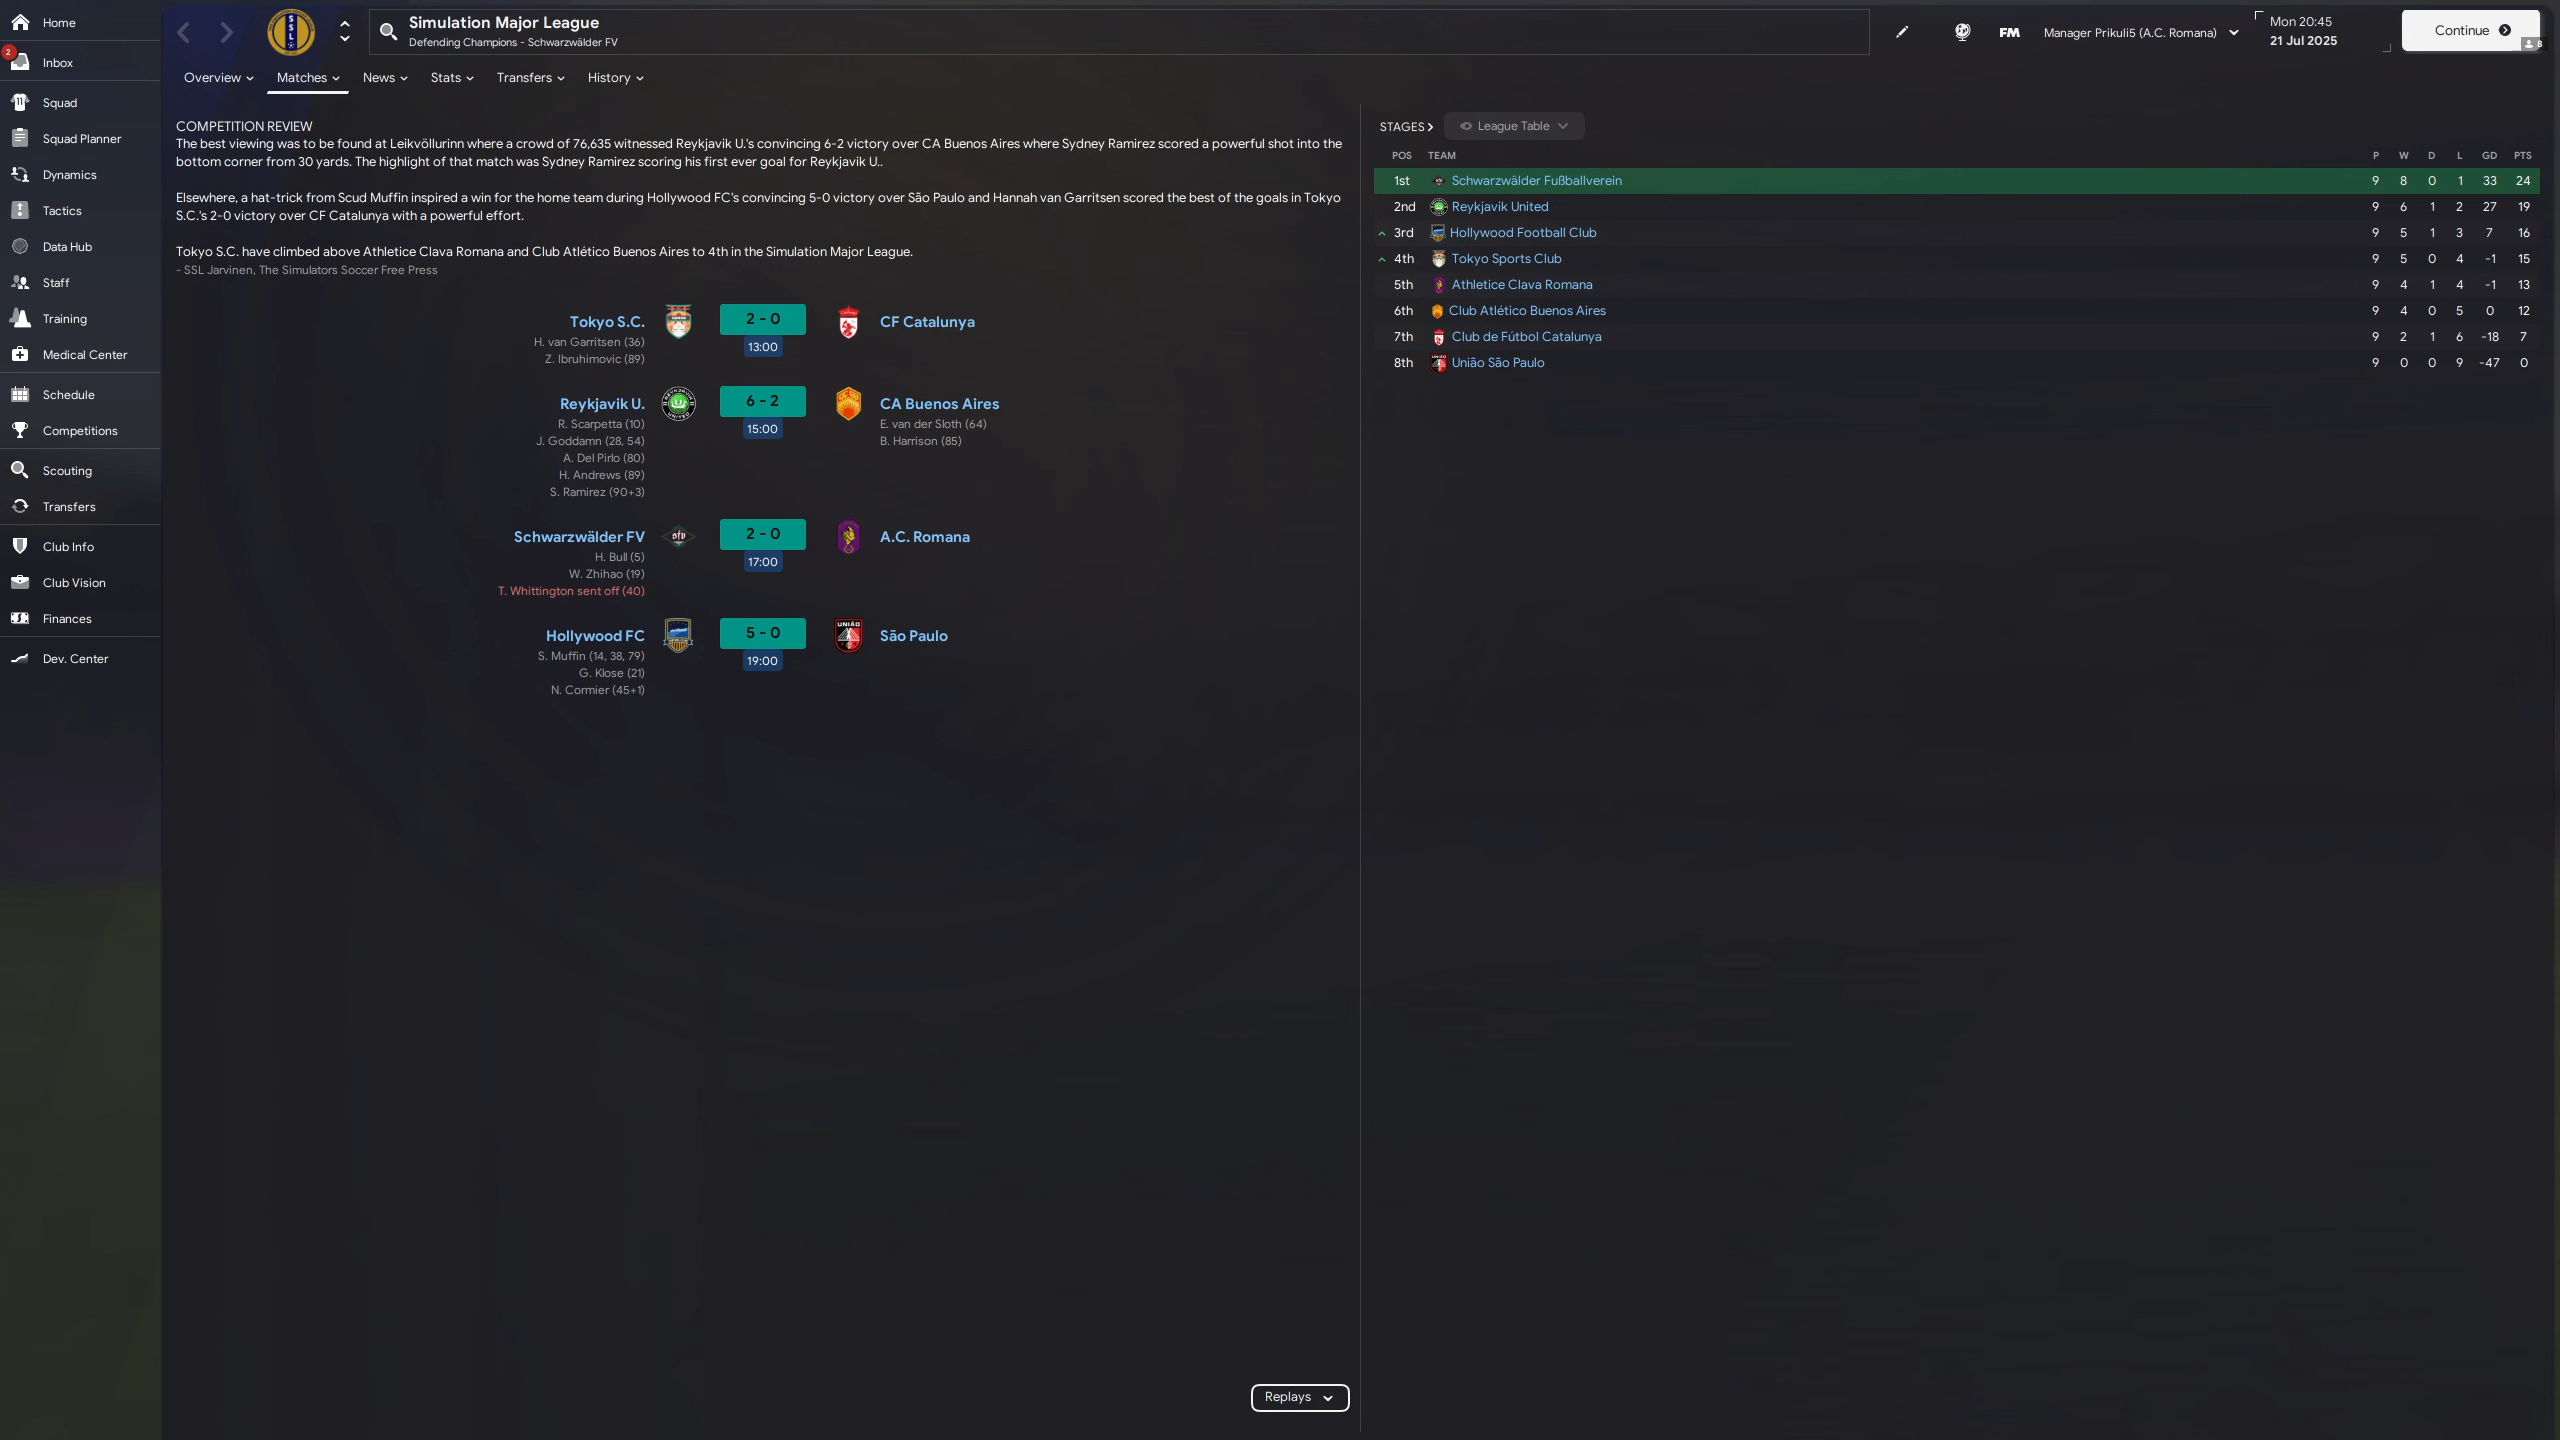 Home
2
Inbox
Squad
Squad Planner
Dynamics
Tactics
Data Hub
Staff
Training
Medical Center
Schedule
Competitions
Scouting
Transfers
Club Info
Club Vision
Finances
Dev. Center
SSL
Simulation Major League
Defending Champions - Schwarzwälder FV
FM
Manager Prikuli5 (A.C. Romana)
Mon 20:45
21 Jul 2025
Continue
8
Overview Matches News Stats Transfers History
COMPETITION REVIEW
The best viewing was to be found at Leikvöllurinn where a crowd of 76,635 witnessed Reykjavik U.'s convincing 6-2 victory over CA Buenos Aires where Sydney Ramirez scored a powerful shot into the
bottom corner from 30 yards. The highlight of that match was Sydney Ramirez scoring his first ever goal for Reykjavik U..
Elsewhere, a hat-trick from Scud Muffin inspired a win for the home team during Hollywood FC's convincing 5-0 victory over São Paulo and Hannah van Garritsen scored the best of the goals in Tokyo
S.C.'s 2-0 victory over CF Catalunya with a powerful effort.
Tokyo S.C. have climbed above Athletice Clava Romana and Club Atlético Buenos Aires to 4th in the Simulation Major League.
- SSL Jarvinen, The Simulators Soccer Free Press
Tokyo S.C. 2 - 0 CF Catalunya
H. van Garritsen (36) 13:00
Z. Ibruhimovic (89)
Reykjavik U. 6 - 2 CA Buenos Aires
R. Scarpetta (10) 15:00 E. van der Sloth (64)
J. Goddamn (28, 54) B. Harrison (85)
A. Del Pirlo (80)
H. Andrews (89)
S. Ramirez (90+3)
Schwarzwälder FV sfv 2 - 0 A.C. Romana
H. Bull (5) 17:00
W. Zhihao (19)
T. Whittington sent off (40)
Hollywood FC 5 - 0 UNIÃO São Paulo
S. Muffin (14, 38, 79) 19:00
G. Klose (21)
N. Cormier (45+1)
Replays
STAGES League Table
POS TEAM P W D L GD PTS
1st Schwarzwälder Fußballverein 9 8 0 1 33 24
2nd Reykjavik United 9 6 1 2 27 19
3rd Hollywood Football Club 9 5 1 3 7 16
4th Tokyo Sports Club 9 5 0 4 -1 15
5th Athletice Clava Romana 9 4 1 4 -1 13
6th Club Atlético Buenos Aires 9 4 0 5 0 12
7th Club de Fútbol Catalunya 9 2 1 6 -18 7
8th União São Paulo 9 0 0 9 -47 0